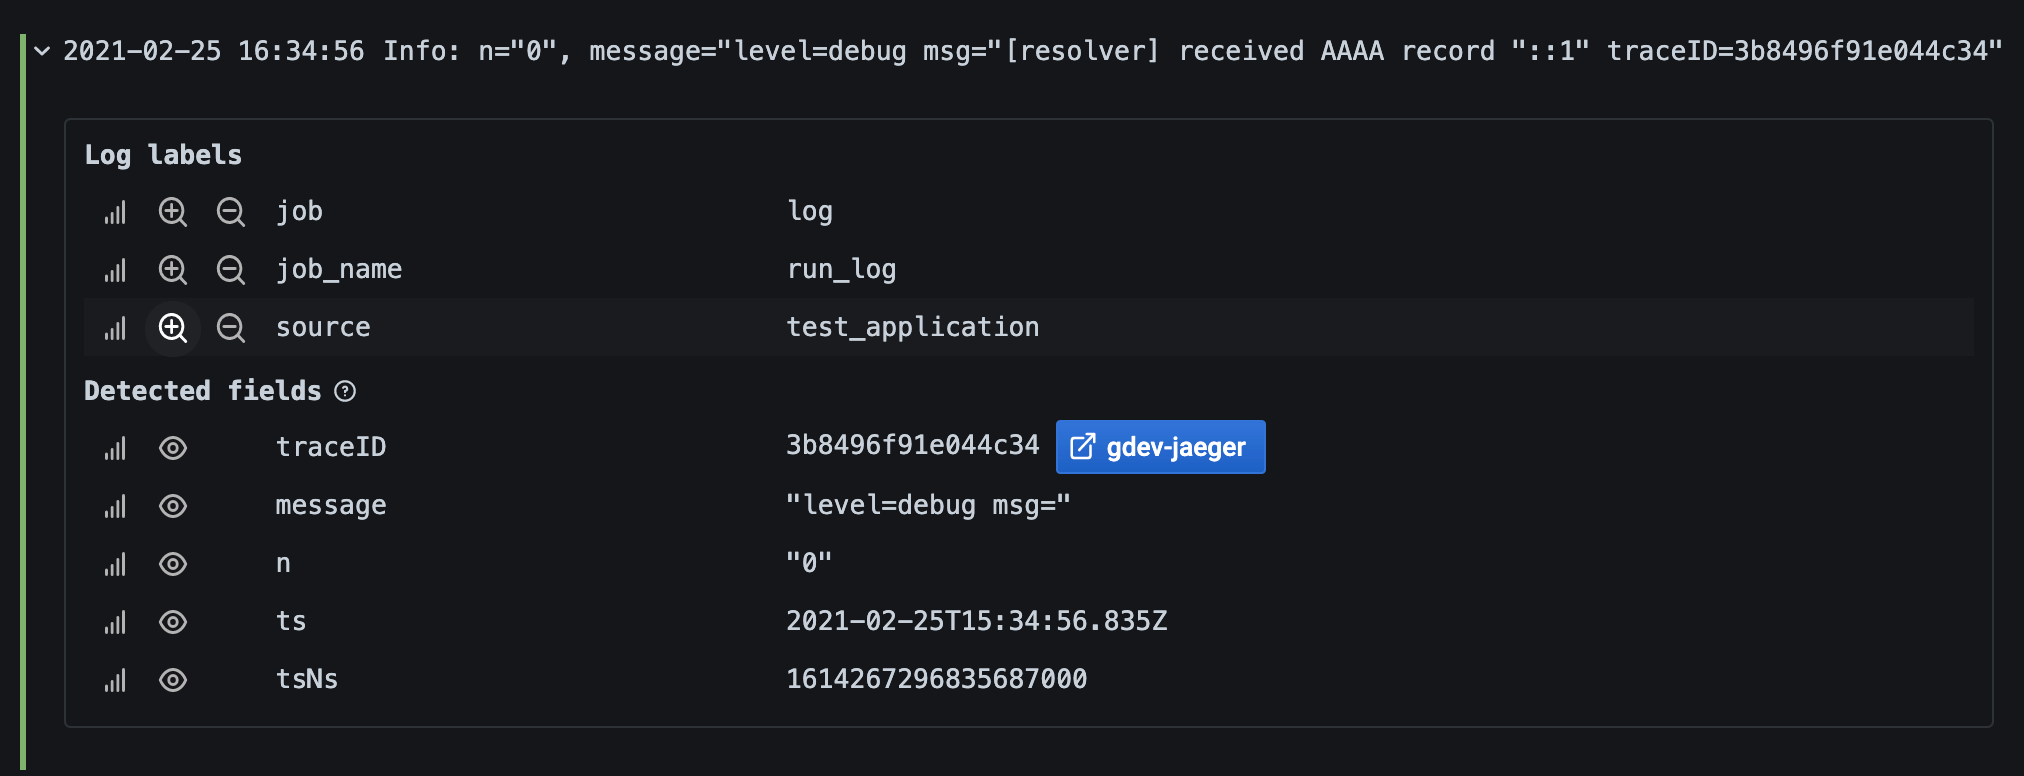 2021-02-25 16:34:56 Info: n="0", message="level=debug msg="[resolver] received AAAA record "::1" traceID=3b8496f91e044c34"
Log labels
job log
job_name run_log
source test_application
Detected fields
traceID 3b8496f91e044c34 gdev-jaeger
message "level=debug msg="
n "0"
ts 2021-02-25T15:34:56.835Z
tsNs 1614267296835687000